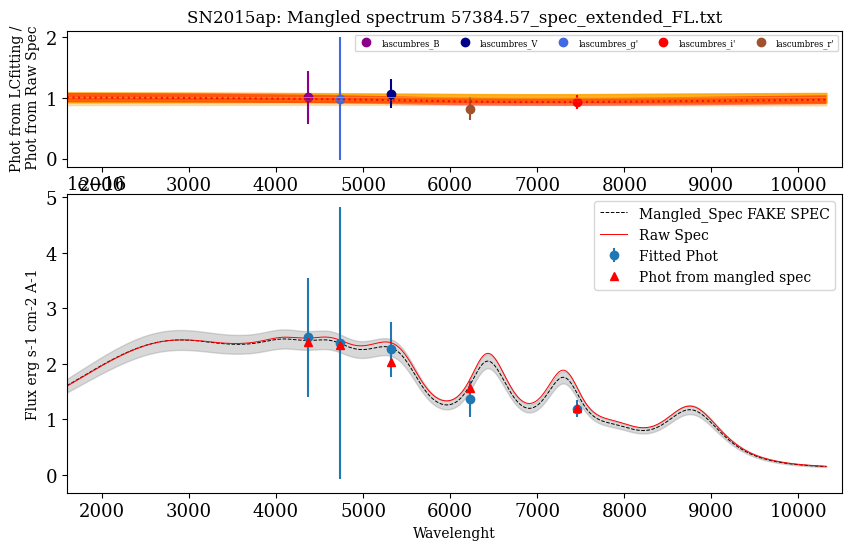 SN2015ap: Mangled spectrum 57384.57_spec_extended_FL.txt
Phot from LCfitting /
Phot from Raw Spec
2
1
0
lascumbres_B
lascumbres_V
lascumbres_g'
lascumbres_i'
lascumbres_r'
2000 3000 4000 5000 6000 7000 8000 9000 10000
Flux erg s-1 cm-2 A-1
5
4
3
2
1
0
Mangled_Spec FAKE SPEC
Raw Spec
Fitted Phot
Phot from mangled spec
2000 3000 4000 5000 6000 7000 8000 9000 10000
Wavelenght